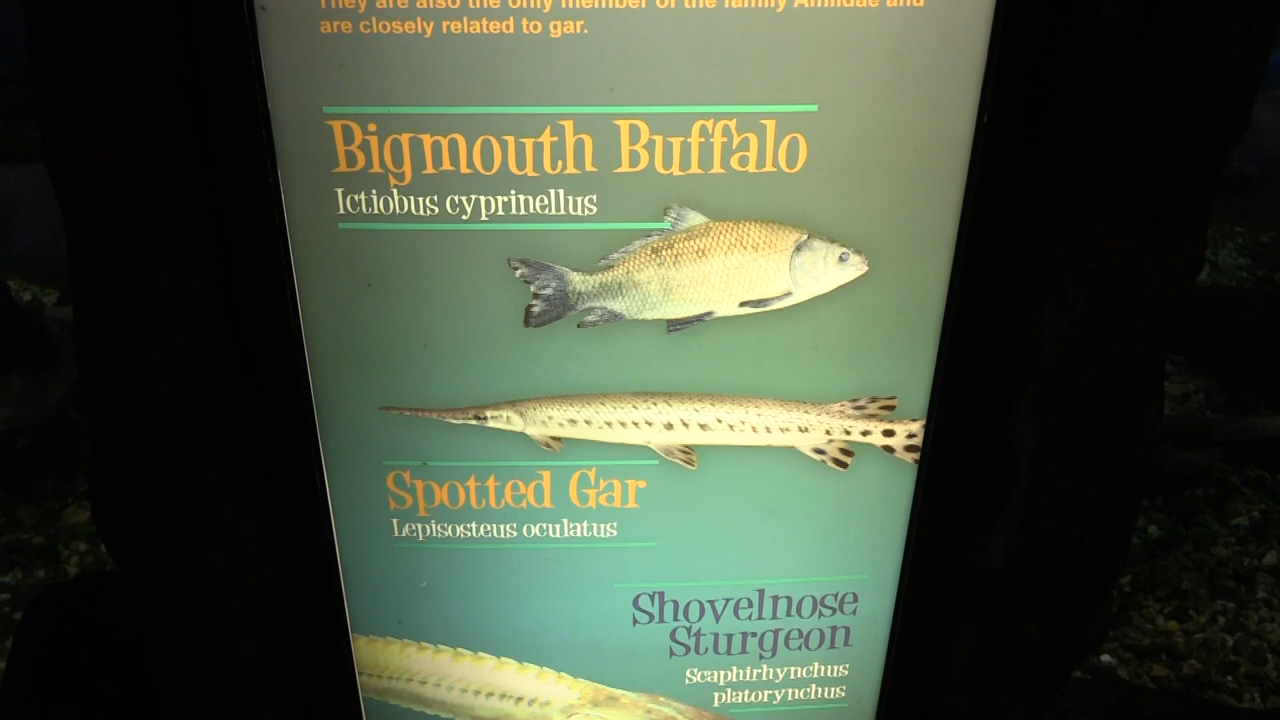 They are also the only member of the family Amiidae and
are closely related to gar.
Bigmouth Buffalo
Ictiobus cyprinellus
Spotted Gar
Lepisosteus oculatus
Shovelnose
Sturgeon
Scaphirhynchus
platorynchus